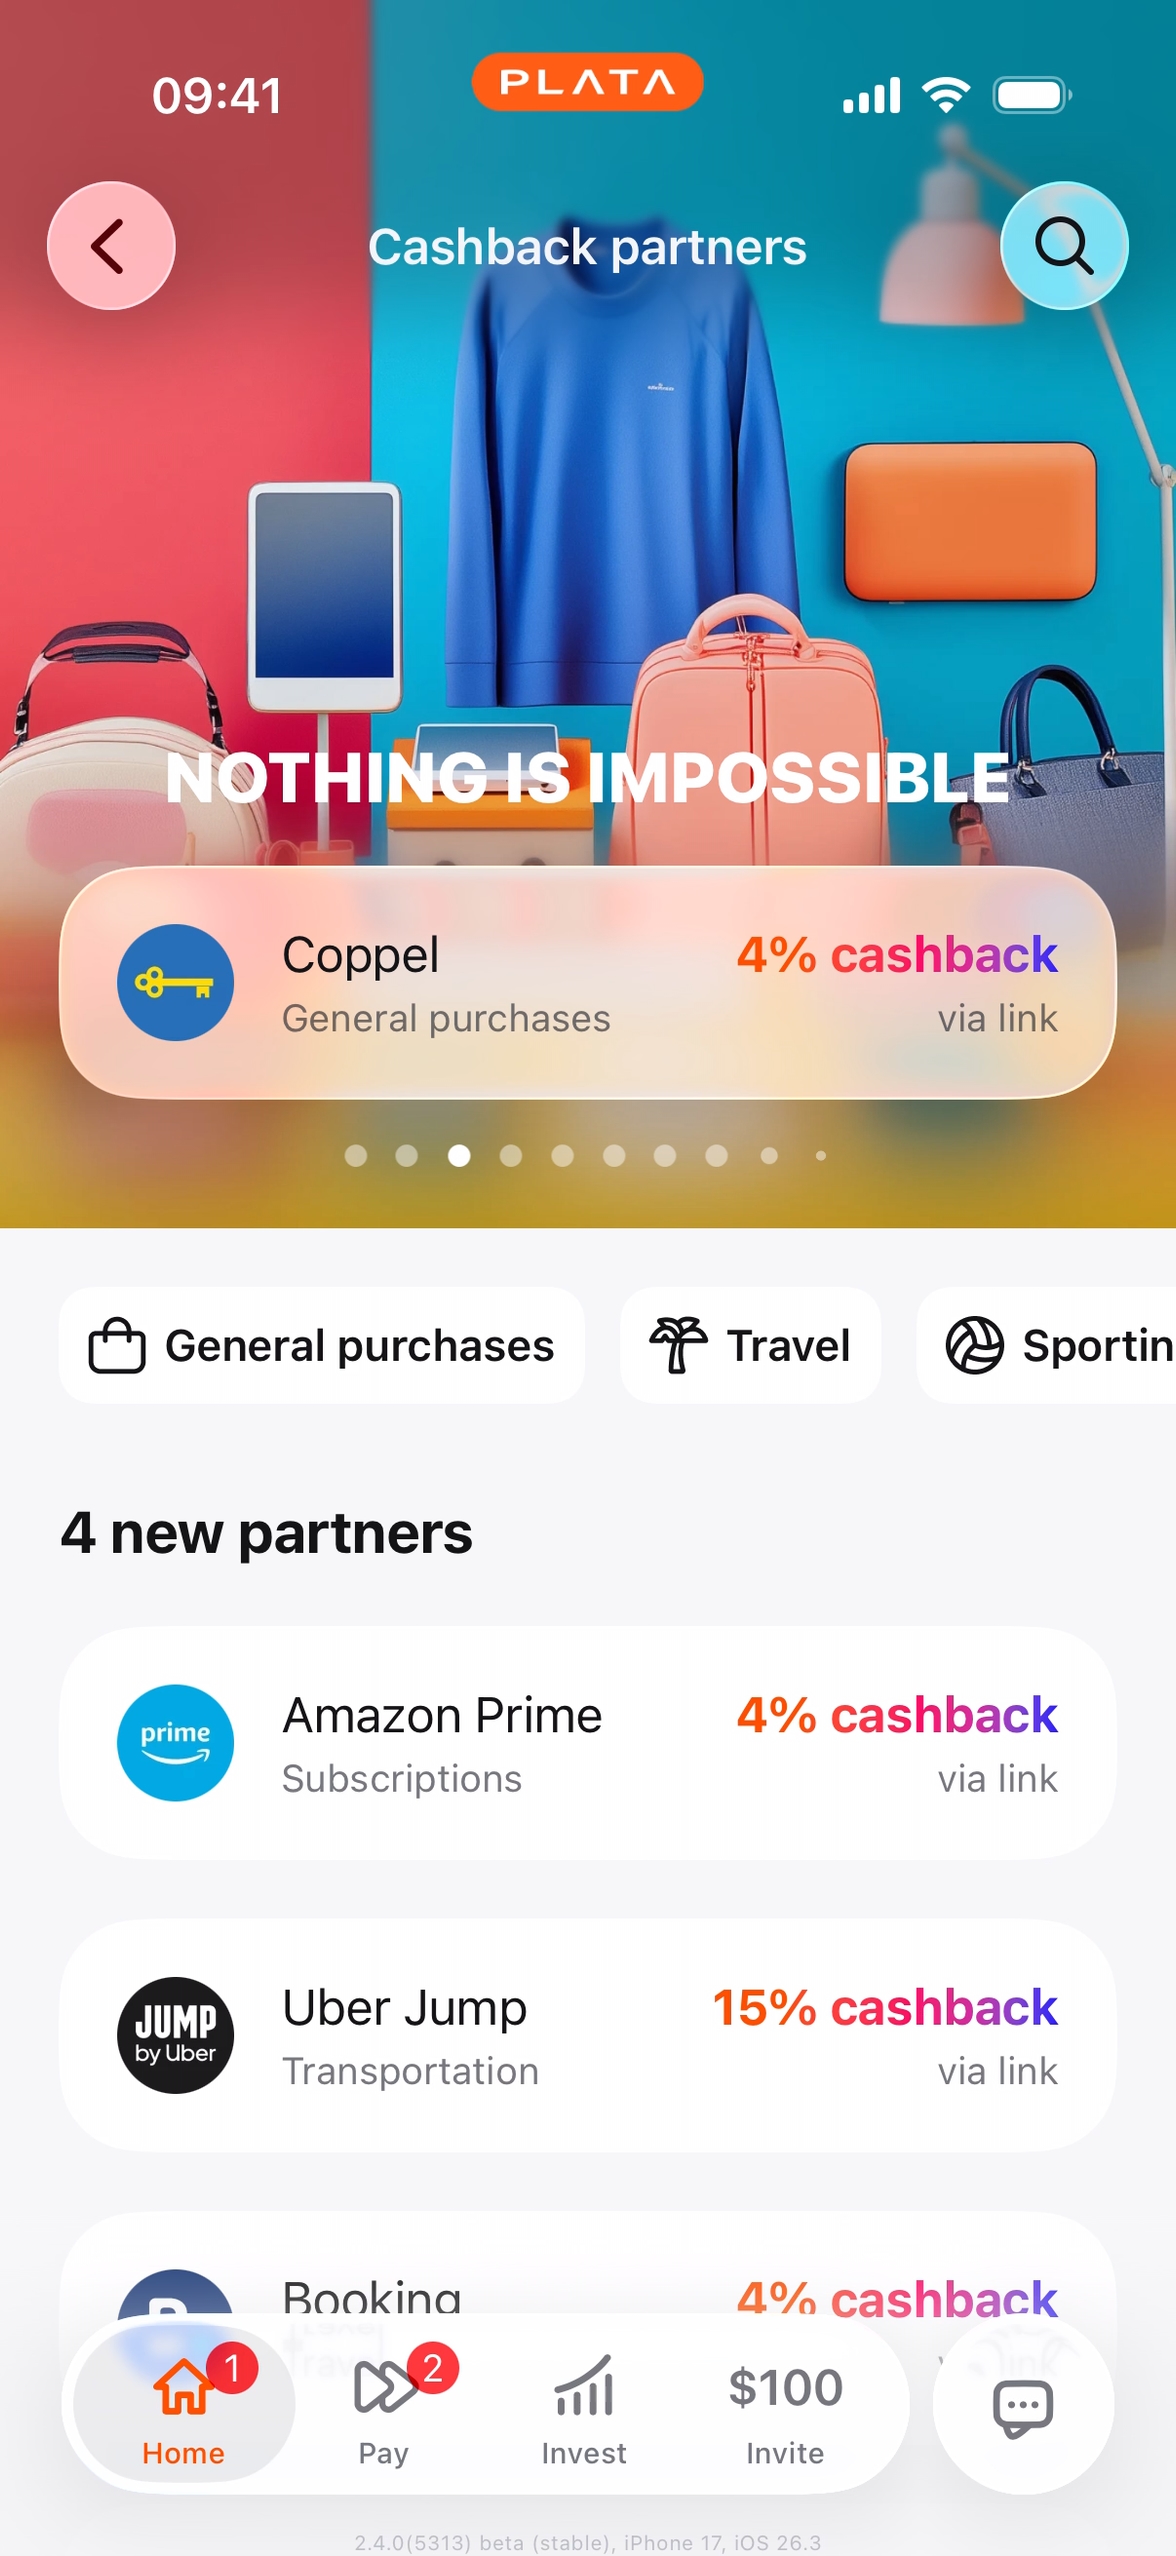 09:41
PLATA
Cashback partners
NOTHING IS IMPOSSIBLE
Coppel
4% cashback
General purchases
via link
General purchases
Travel
Sportin
4 new partners
prime
Amazon Prime
4% cashback
Subscriptions
via link
JUMP
by Uber
Uber Jump
15% cashback
Transportation
via link
Booking
4% cashback
1
2
$100
Home
Pay
Invest
Invite
2.4.0(5313) beta (stable), iPhone 17, iOS 26.3